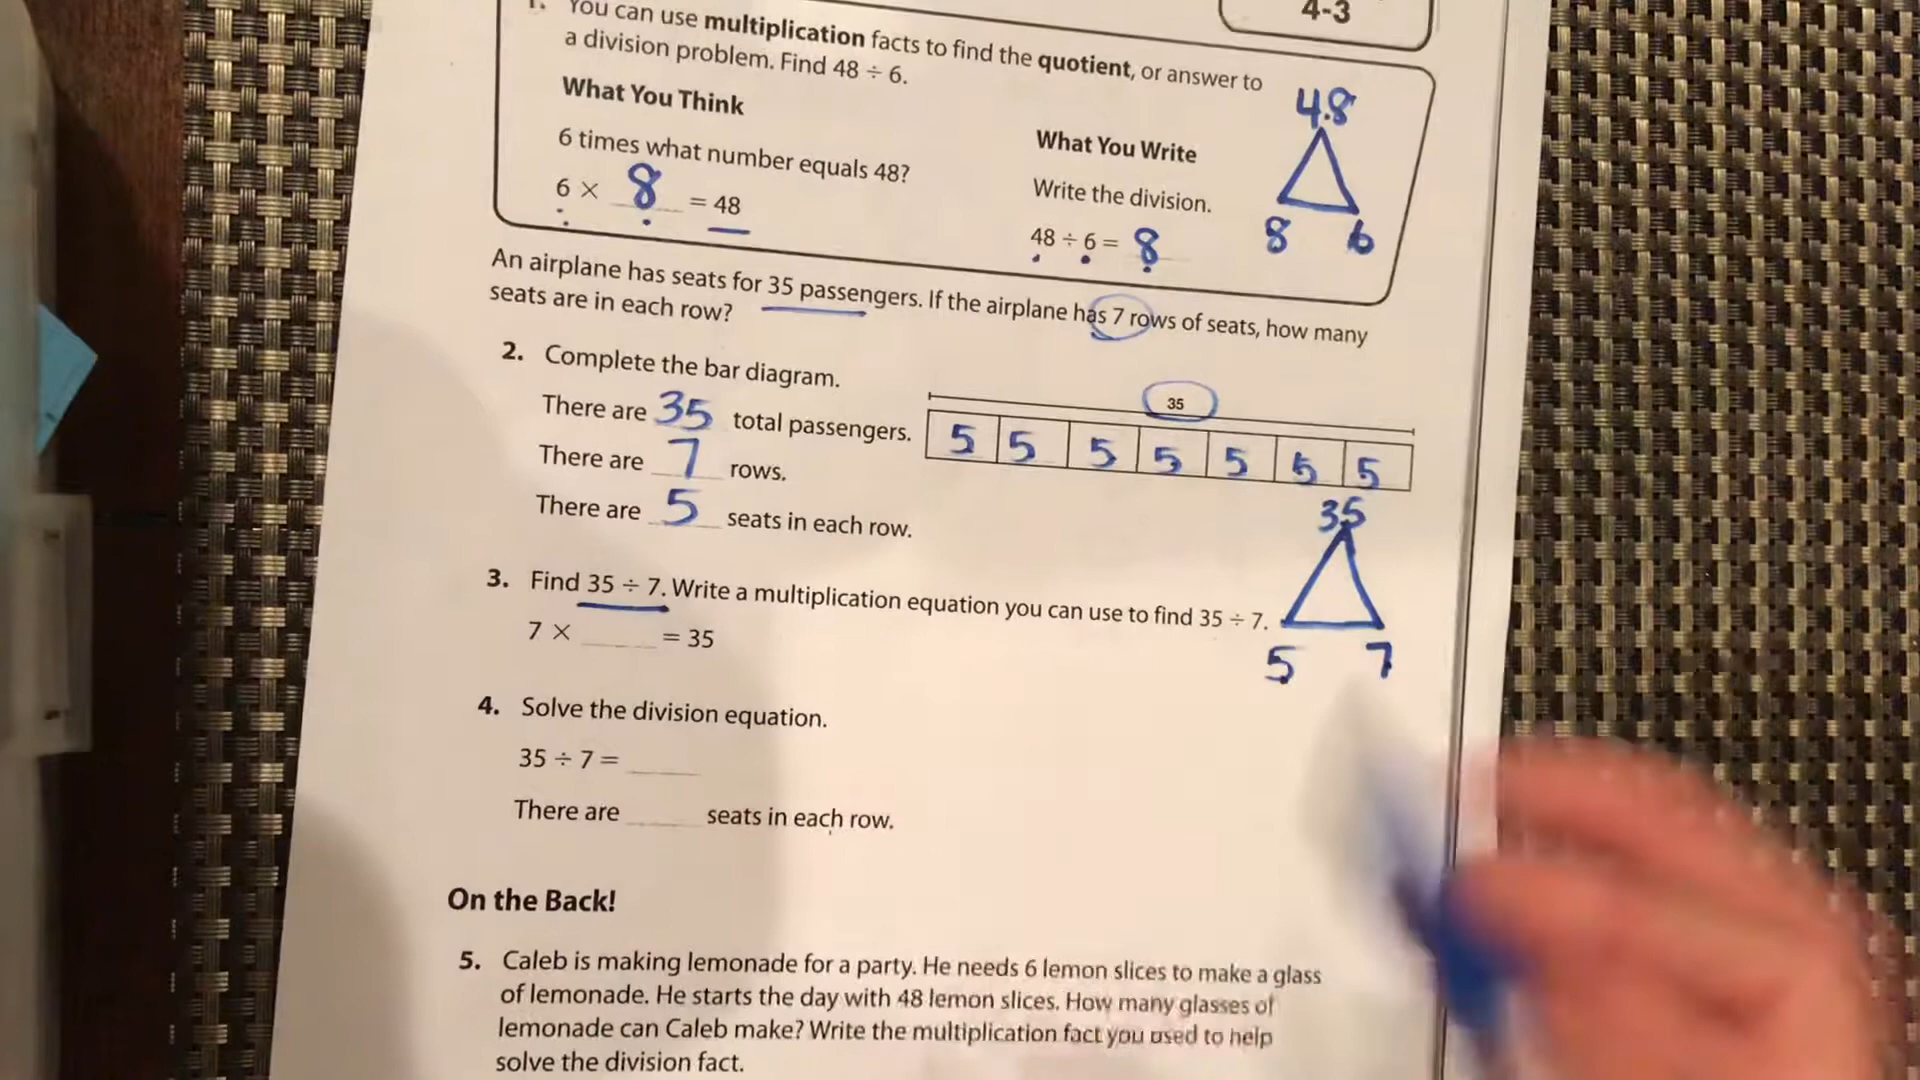 4-3
1. You can use multiplication facts to find the quotient, or answer to
a division problem. Find 48 ÷ 6.
What You Think
6 times what number equals 48?
6 × 8 = 48
What You Write
Write the division.
48 ÷ 6 = 8
48
8 6
An airplane has seats for 35 passengers. If the airplane has 7 rows of seats, how many
seats are in each row?
2. Complete the bar diagram.
There are 35 total passengers.
There are 7 rows.
There are 5 seats in each row.
35
5 5 5 5 5 5 5
35
5 7
3. Find 35 ÷ 7. Write a multiplication equation you can use to find 35 ÷ 7.
7 × ____ = 35
4. Solve the division equation.
35 ÷ 7 = ____
There are ____ seats in each row.
On the Back!
5. Caleb is making lemonade for a party. He needs 6 lemon slices to make a glass
of lemonade. He starts the day with 48 lemon slices. How many glasses of
lemonade can Caleb make? Write the multiplication fact you used to help
solve the division fact.